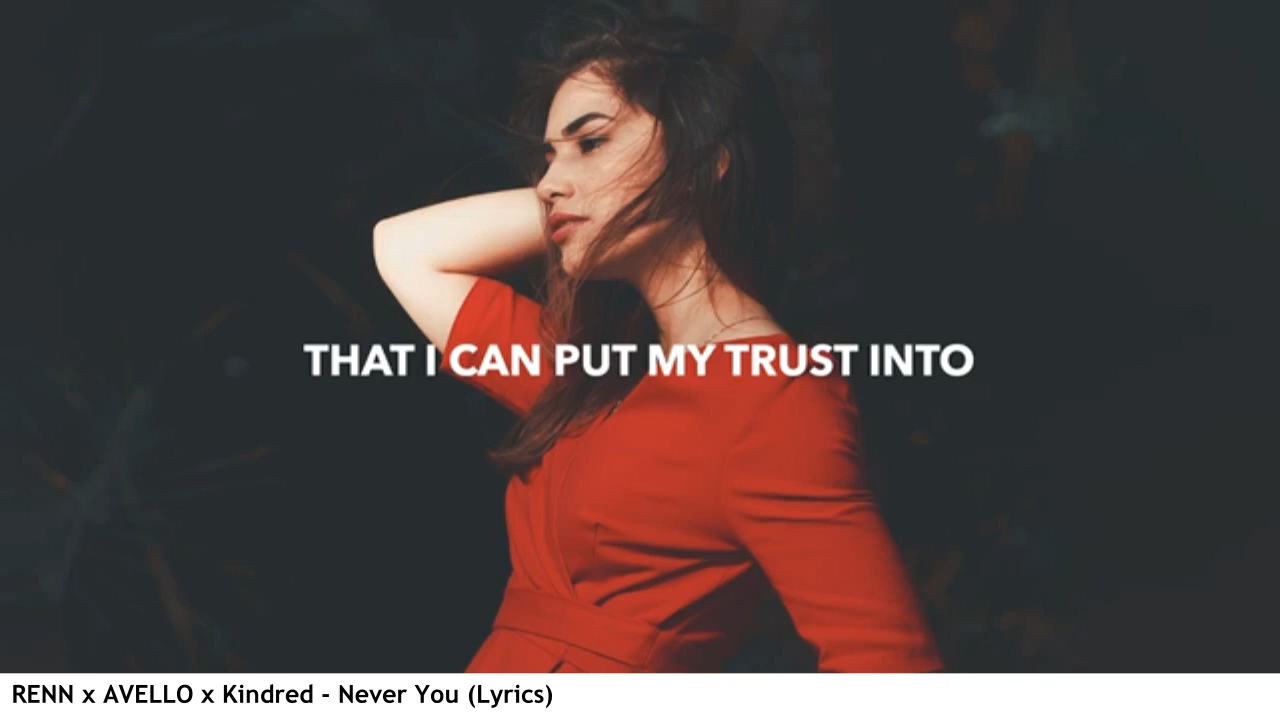 THAT I CAN PUT MY TRUST INTO
RENN x AVELLO x Kindred - Never You (Lyrics)